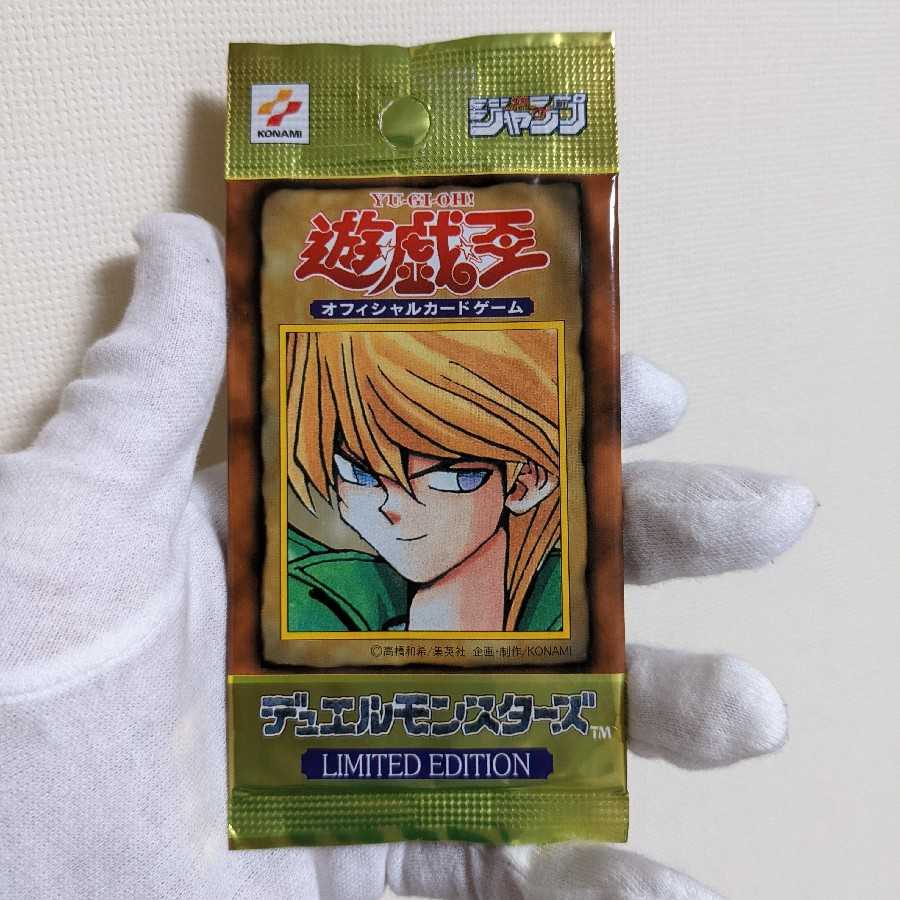 KONAMI
ジャンプ
YU-GI-OH!
遊☆戯☆王
オフィシャルカードゲーム
©高橋和希/集英社 企画・制作/KONAMI
デュエルモンスターズ™
LIMITED EDITION